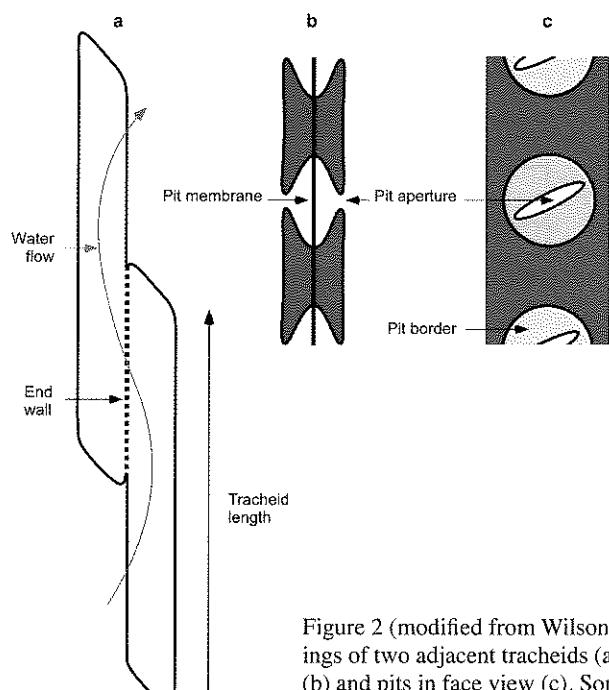 a
b
c
Pit membrane
Pit aperture
Water
flow
Pit border
End
wall
Tracheid
length
Figure 2 (modified from Wilson
ings of two adjacent tracheids (a
(b) and pits in face view (c). Sou